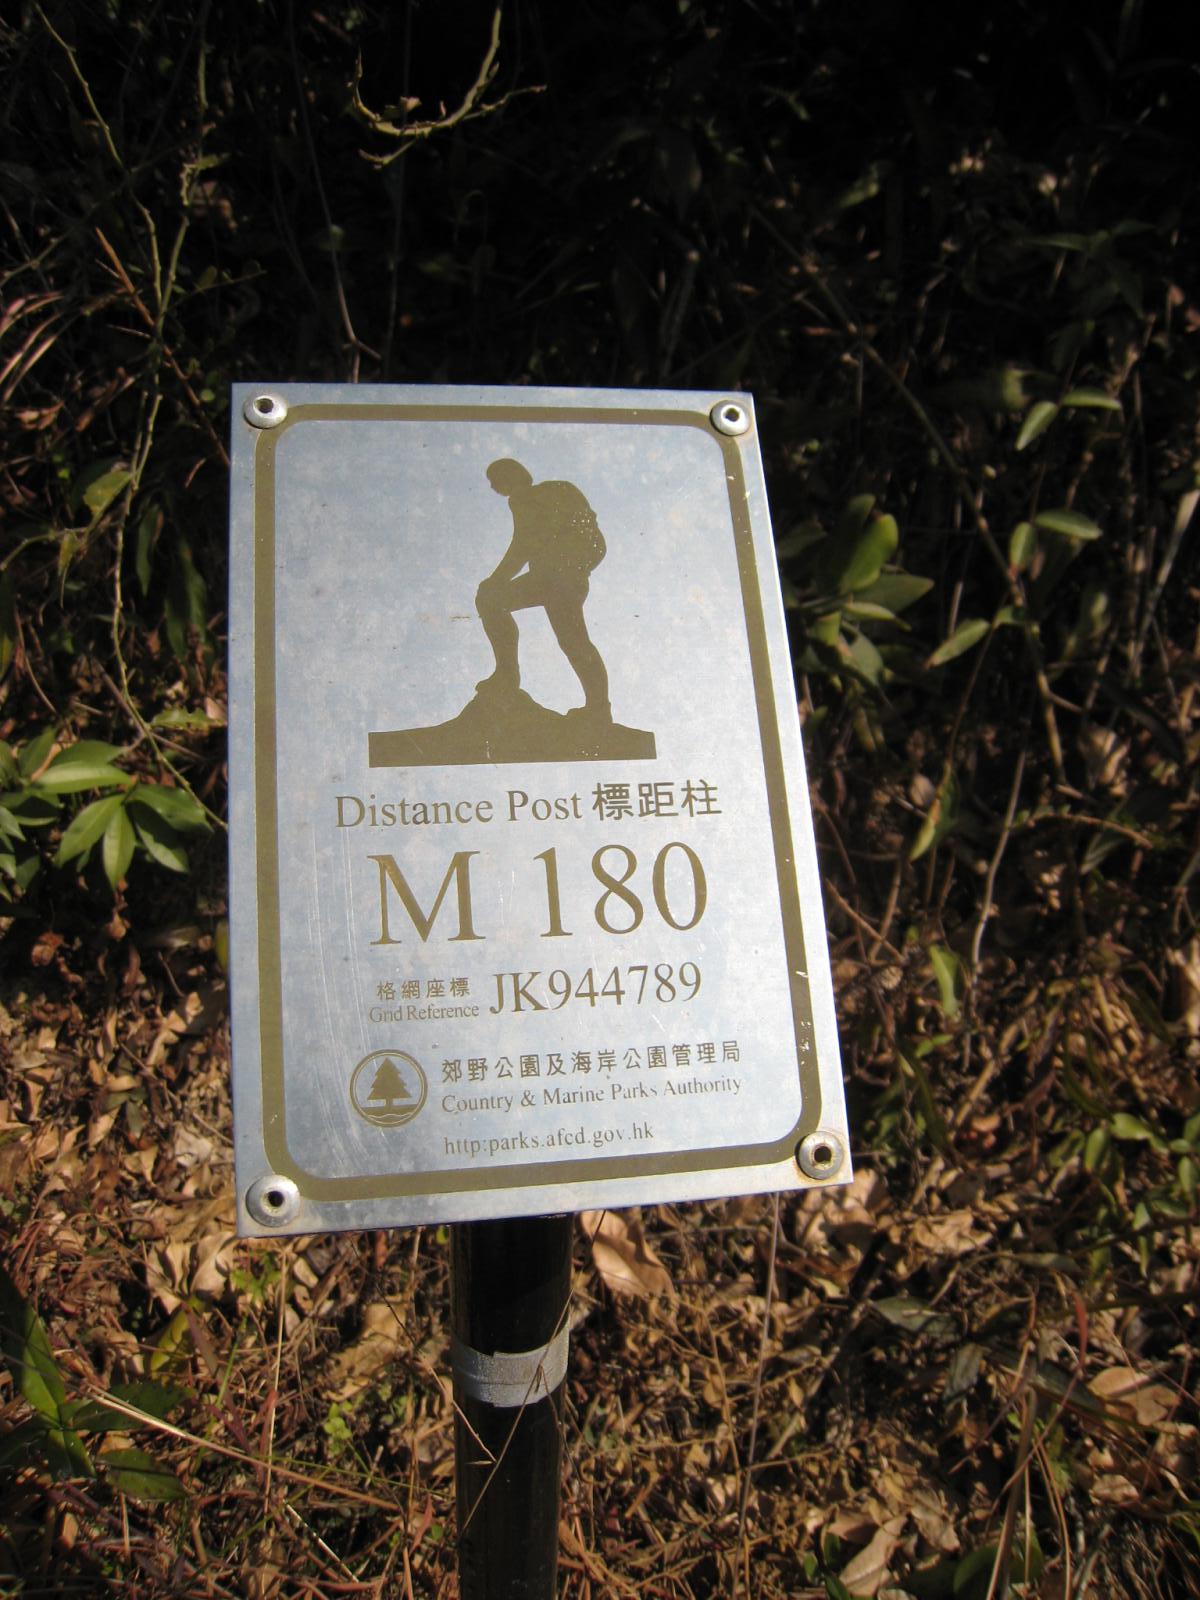 Distance Post 標距柱
M 180
格網座標
Grid Reference JK944789
郊野公園及海岸公園管理局
Country & Marine Parks Authority
http:parks.afcd.gov.hk